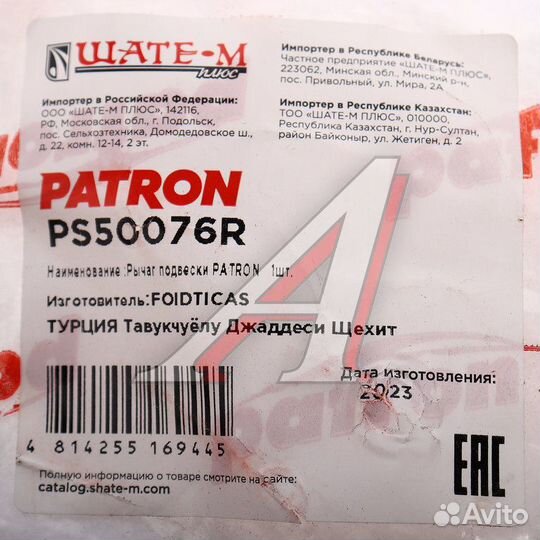 ШАТЕ-М
ПЛЮС
Импортер в Российской Федерации:
ООО «ШАТЕ-М ПЛЮС», 142116,
РФ, Московская обл., г. Подольск,
пос. Сельхозтехника, Домодедовское ш.,
д. 22, комн. 12-14, 2 эт.
Импортер в Республике Беларусь:
Частное предприятие «ШАТЕ-М ПЛЮС»,
223062, Минская обл., Минский р-н,
пос. Привольный, ул. Мира, 2А
Импортер в Республике Казахстан:
ТОО «ШАТЕ-М ПЛЮС», 010000,
Республика Казахстан, г. Нур-Султан,
район Байконыр, ул. Жетиген, д. 2
PATRON
PS50076R
Наименование:Рычаг подвески PATRON 1шт.
Изготовитель:FOIDTICAS
ТУРЦИЯ Тавукчуёлу Джаддеси Щехит
Дата изготовления:
2023
4 814255 169445
EAC
Полную информацию о товаре смотрите на сайте:
catalog.shate-m.com
Avito